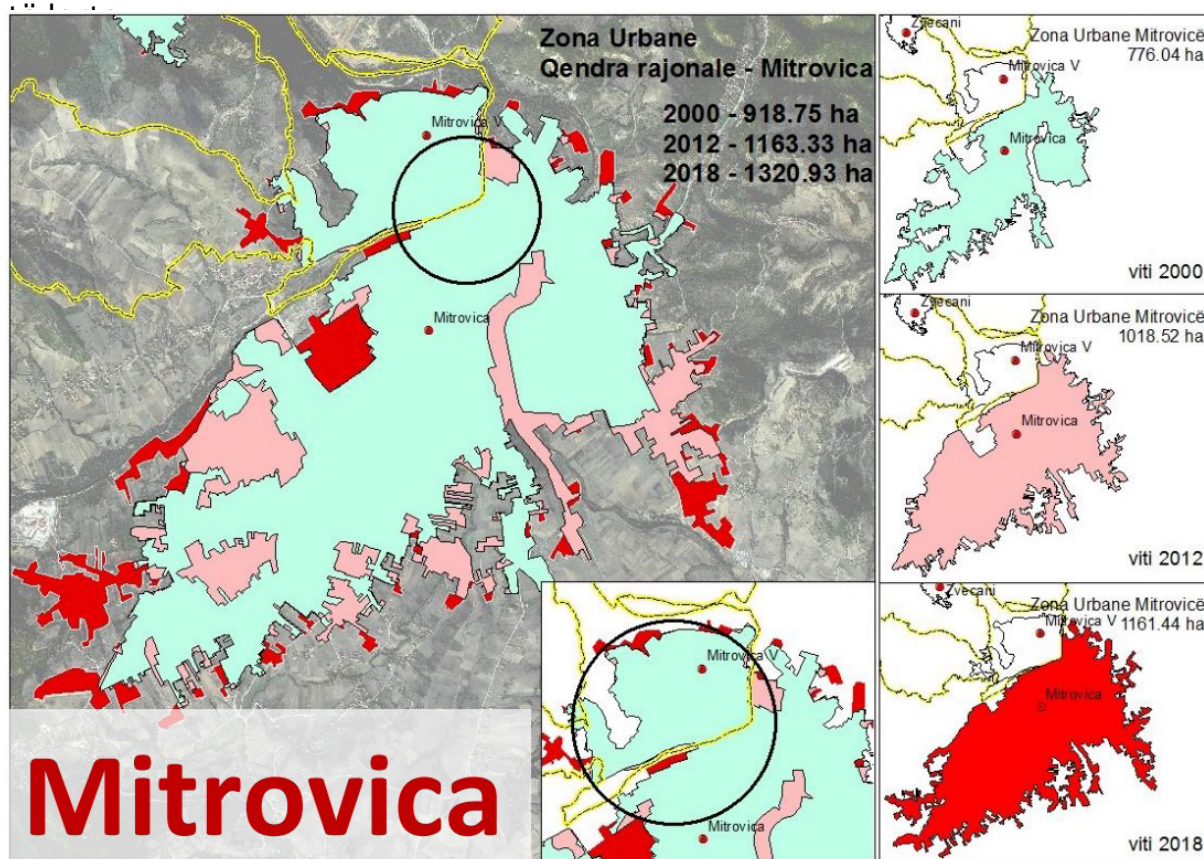 Zona Urbane
Qendra rajonale - Mitrovica
2000 - 918.75 ha
2012 - 1163.33 ha
2018 - 1320.93 ha
Mitrovica V
Mitrovica
Mitrovica V
Mitrovica
Mitrovica
Zvecani
Zona Urbane Mitrovicë
776.04 ha
Mitrovica V
Mitrovica
viti 2000
Zvecani
Zona Urbane Mitrovicë
1018.52 ha
Mitrovica V
Mitrovica
viti 2012
Zvecani
Zona Urbane Mitrovicë
1161.44 ha
Mitrovica V
Mitrovica
viti 2018